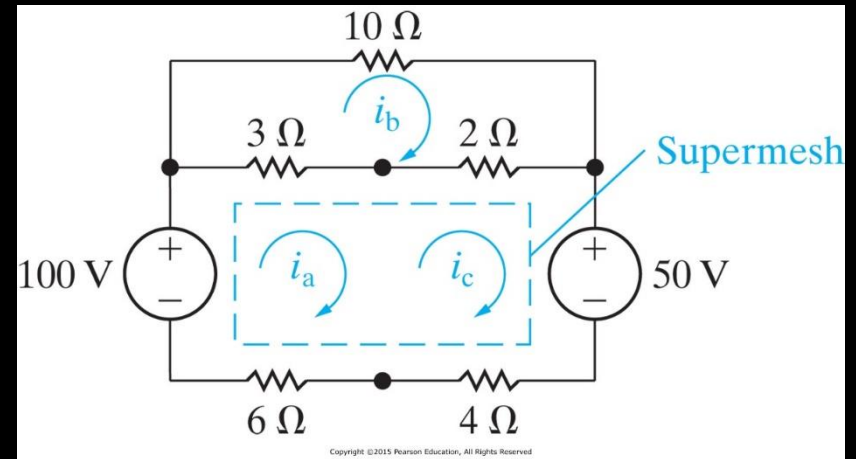 10 Ω
i_b
3 Ω
2 Ω
Supermesh
+
+
100 V
i_a
i_c
50 V
−
−
6 Ω
4 Ω
Copyright ©2015 Pearson Education, All Rights Reserved